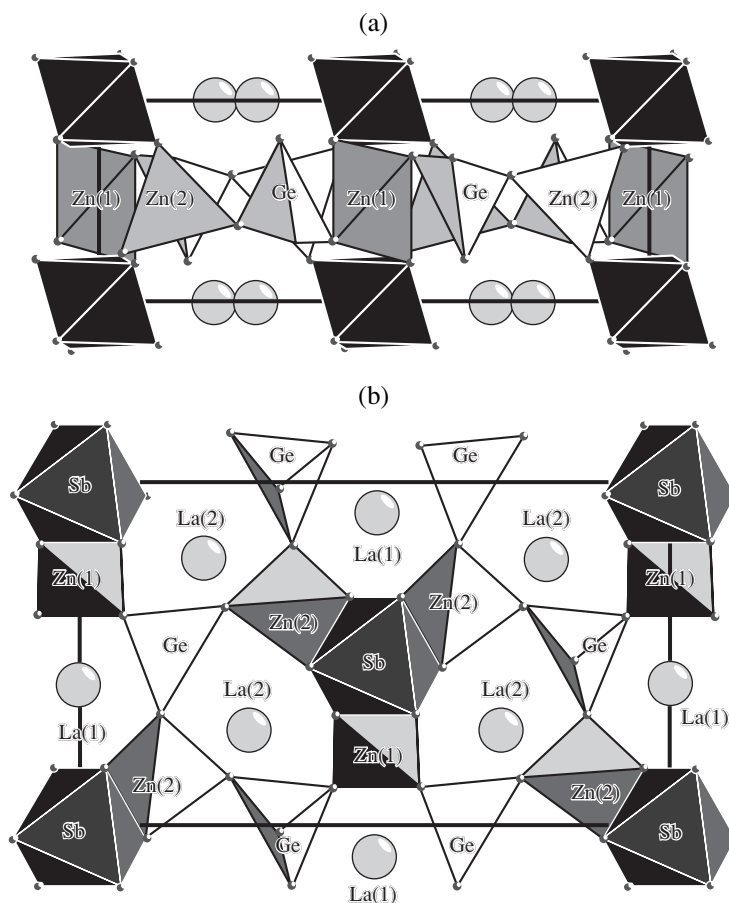 (a)
Zn(1) Zn(2) Ge Zn(1) Ge Zn(2) Zn(1)
(b)
Ge Ge
Sb Sb
La(2) La(2)
La(1)
Zn(1) Zn(2) Zn(1)
Zn(2)
Ge Sb Ge
La(2) La(2)
La(1) La(1)
Zn(1)
Zn(2) Zn(2)
Sb Sb
Ge Ge
La(1)